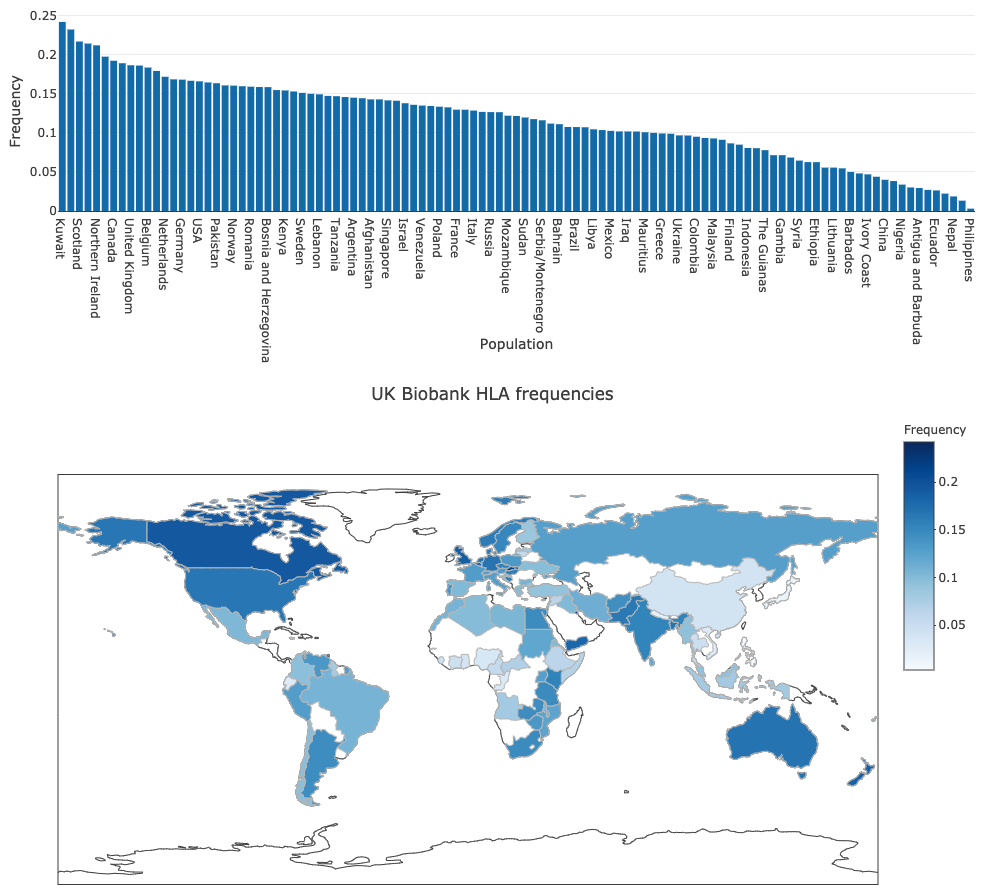 0.25
0.2
0.15
0.1
0.05
0
Frequency
Kuwait
Scotland
Northern Ireland
Canada
United Kingdom
Belgium
Netherlands
Germany
USA
Pakistan
Norway
Romania
Bosnia and Herzegovina
Kenya
Sweden
Lebanon
Tanzania
Argentina
Afghanistan
Singapore
Israel
Venezuela
Poland
France
Italy
Russia
Mozambique
Sudan
Serbia/Montenegro
Bahrain
Brazil
Libya
Mexico
Iraq
Mauritius
Greece
Ukraine
Colombia
Malaysia
Finland
Indonesia
The Guianas
Gambia
Syria
Ethiopia
Lithuania
Barbados
Ivory Coast
China
Nigeria
Antigua and Barbuda
Ecuador
Nepal
Philippines
Population
UK Biobank HLA frequencies
Frequency
0.2
0.15
0.1
0.05